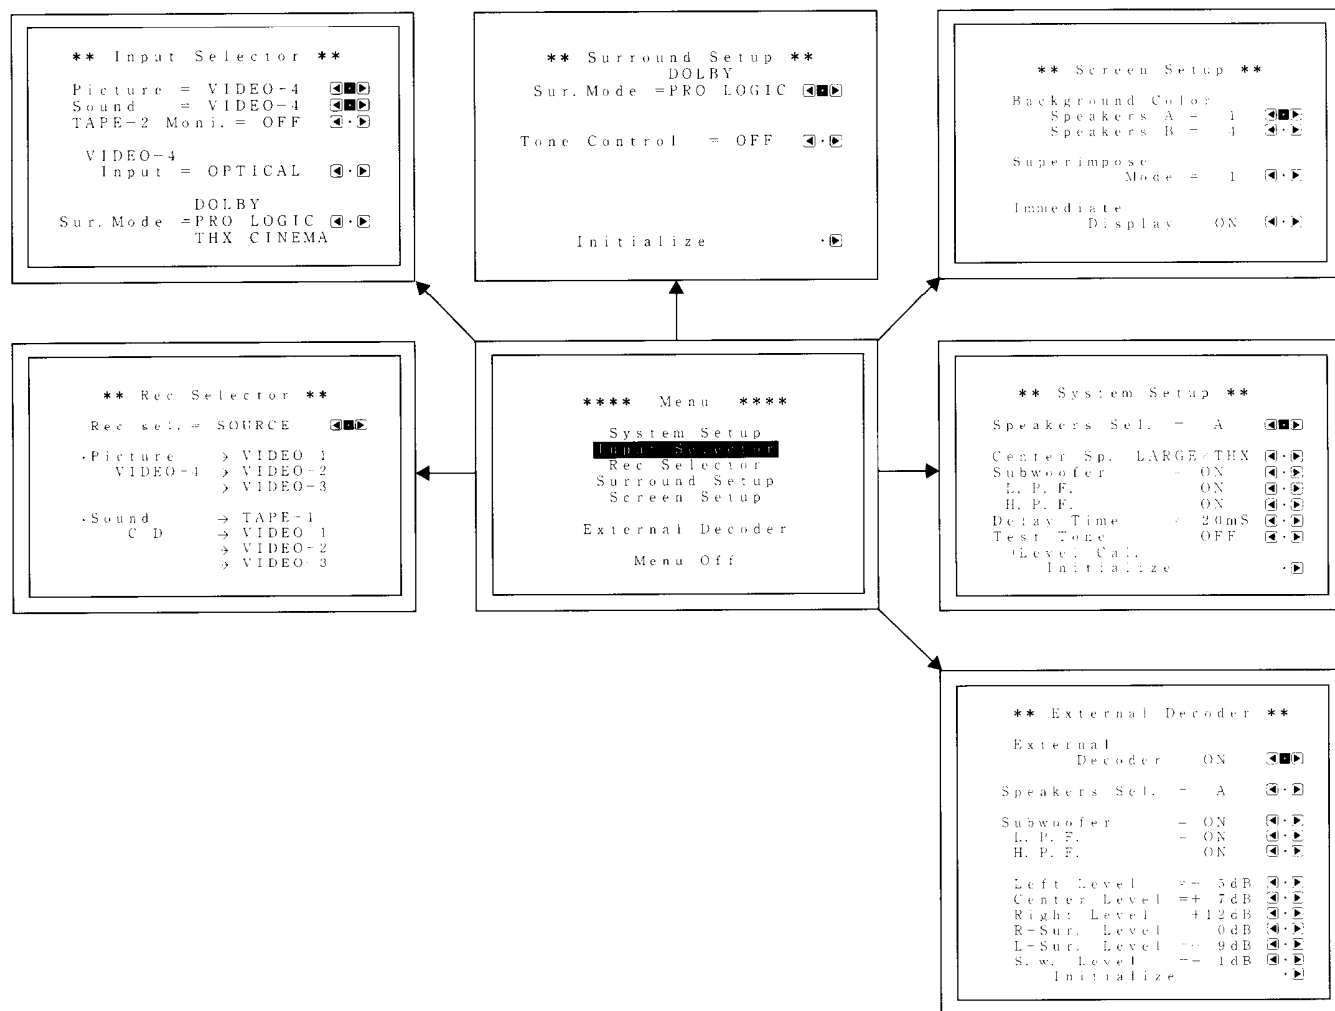 ** Input Selector **
Picture = VIDEO-4
Sound = VIDEO-4
TAPE-2 Moni. = OFF
VIDEO-4
Input = OPTICAL
DOLBY
Sur. Mode =PRO LOGIC
THX CINEMA
** Surround Setup **
DOLBY
Sur. Mode =PRO LOGIC
Tone Control = OFF
Initialize
** Screen Setup **
Background Color
Speakers A = 1
Speakers B = 4
Superimpose
Mode = 1
Immediate
Display ON
** Rec Selector **
Rec sel. = SOURCE
·Picture → VIDEO 1
VIDEO-4 → VIDEO-2
→ VIDEO-3
·Sound → TAPE-1
CD → VIDEO 1
→ VIDEO-2
→ VIDEO-3
**** Menu ****
System Setup
Input Selector
Rec Selector
Surround Setup
Screen Setup
External Decoder
Menu Off
** System Setup **
Speakers Sel. = A
Center Sp. LARGE/THX
Subwoofer = ON
L. P. F. ON
H. P. F. ON
Delay Time = 20mS
Test Tone OFF
(Level Cal.
Initialize
** External Decoder **
External
Decoder ON
Speakers Sel. = A
Subwoofer = ON
L. P. F. = ON
H. P. F. ON
Left Level =- 5dB
Center Level =+ 7dB
Right Level +12dB
R-Sur. Level 0dB
L-Sur. Level =- 9dB
S.w. Level =- 1dB
Initialize